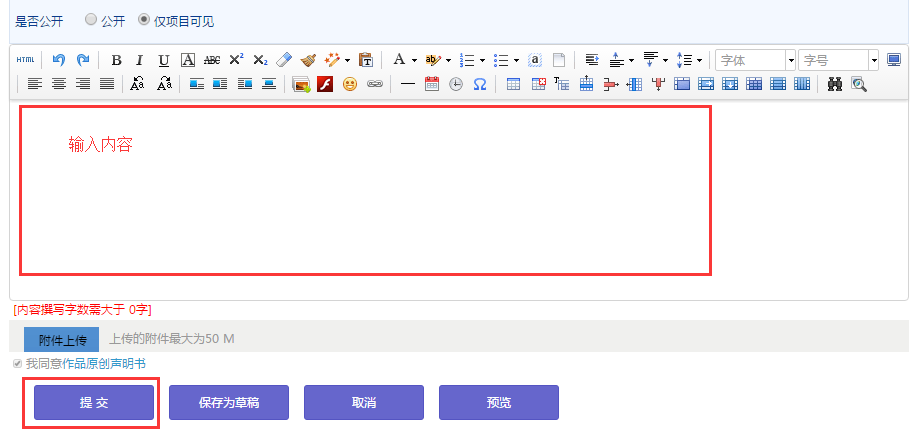 是否公开 公开 仅项目可见
HTML B I U A ABC X² X₂ A
字体 字号
输入内容
[内容撰写字数需大于 0字]
附件上传 上传的附件最大为50 M
我同意作品原创声明书
提 交 保存为草稿 取消 预览